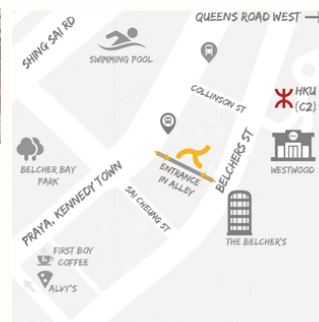 QUEENS ROAD WEST
SHING SAI RD
SWIMMING POOL
COLLINSON ST
HKU
(C2)
WESTWOOD
BELCHER BAY
PARK
ENTRANCE
IN ALLEY
BELCHERS ST
PRAYA, KENNEDY TOWN
SAI CHEUNG ST
THE BELCHER'S
FIRST BOY
COFFEE
ALVY'S